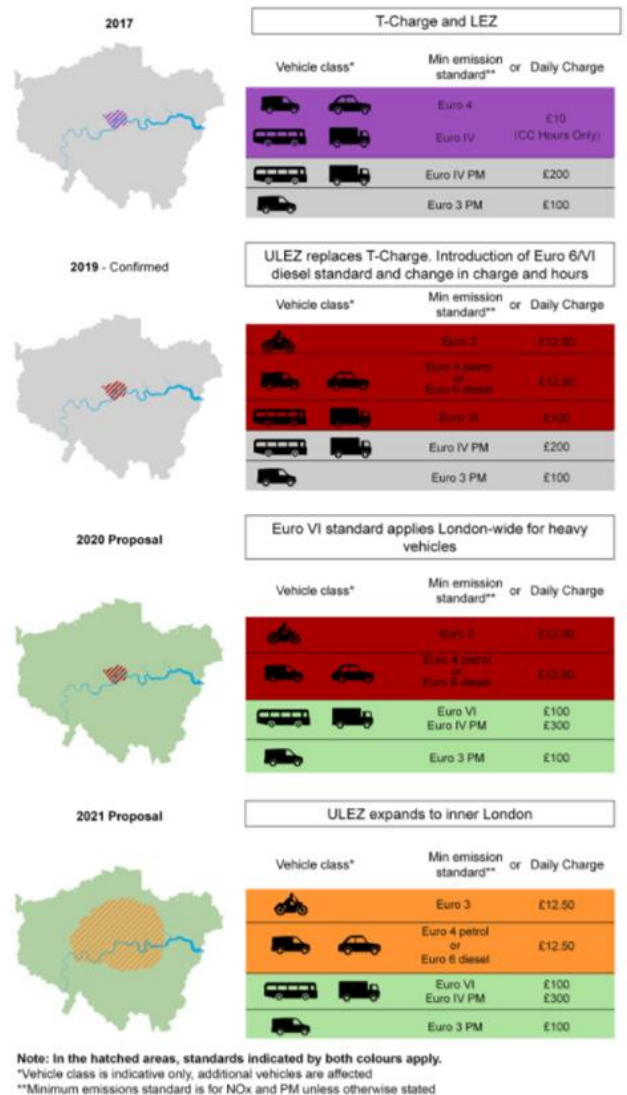 2017
T-Charge and LEZ
Vehicle class*
Min emission
standard**
or
Daily Charge
Euro 4
£10
(CC Hours Only)
Euro IV
Euro IV PM
£200
Euro 3 PM
£100
2019 - Confirmed
ULEZ replaces T-Charge. Introduction of Euro 6/VI
diesel standard and change in charge and hours
Vehicle class*
Min emission
standard**
or
Daily Charge
Euro 3
£12.50
Euro 4 petrol
or
Euro 6 diesel
£12.50
Euro VI
£100
Euro IV PM
£200
Euro 3 PM
£100
2020 Proposal
Euro VI standard applies London-wide for heavy
vehicles
Vehicle class*
Min emission
standard**
or
Daily Charge
Euro 3
£12.50
Euro 4 petrol
or
Euro 6 diesel
£12.50
Euro VI
£100
Euro IV PM
£300
Euro 3 PM
£100
2021 Proposal
ULEZ expands to inner London
Vehicle class*
Min emission
standard**
or
Daily Charge
Euro 3
£12.50
Euro 4 petrol
or
Euro 6 diesel
£12.50
Euro VI
£100
Euro IV PM
£300
Euro 3 PM
£100
Note: In the hatched areas, standards indicated by both colours apply.
*Vehicle class is indicative only, additional vehicles are affected
**Minimum emissions standard is for NOx and PM unless otherwise stated